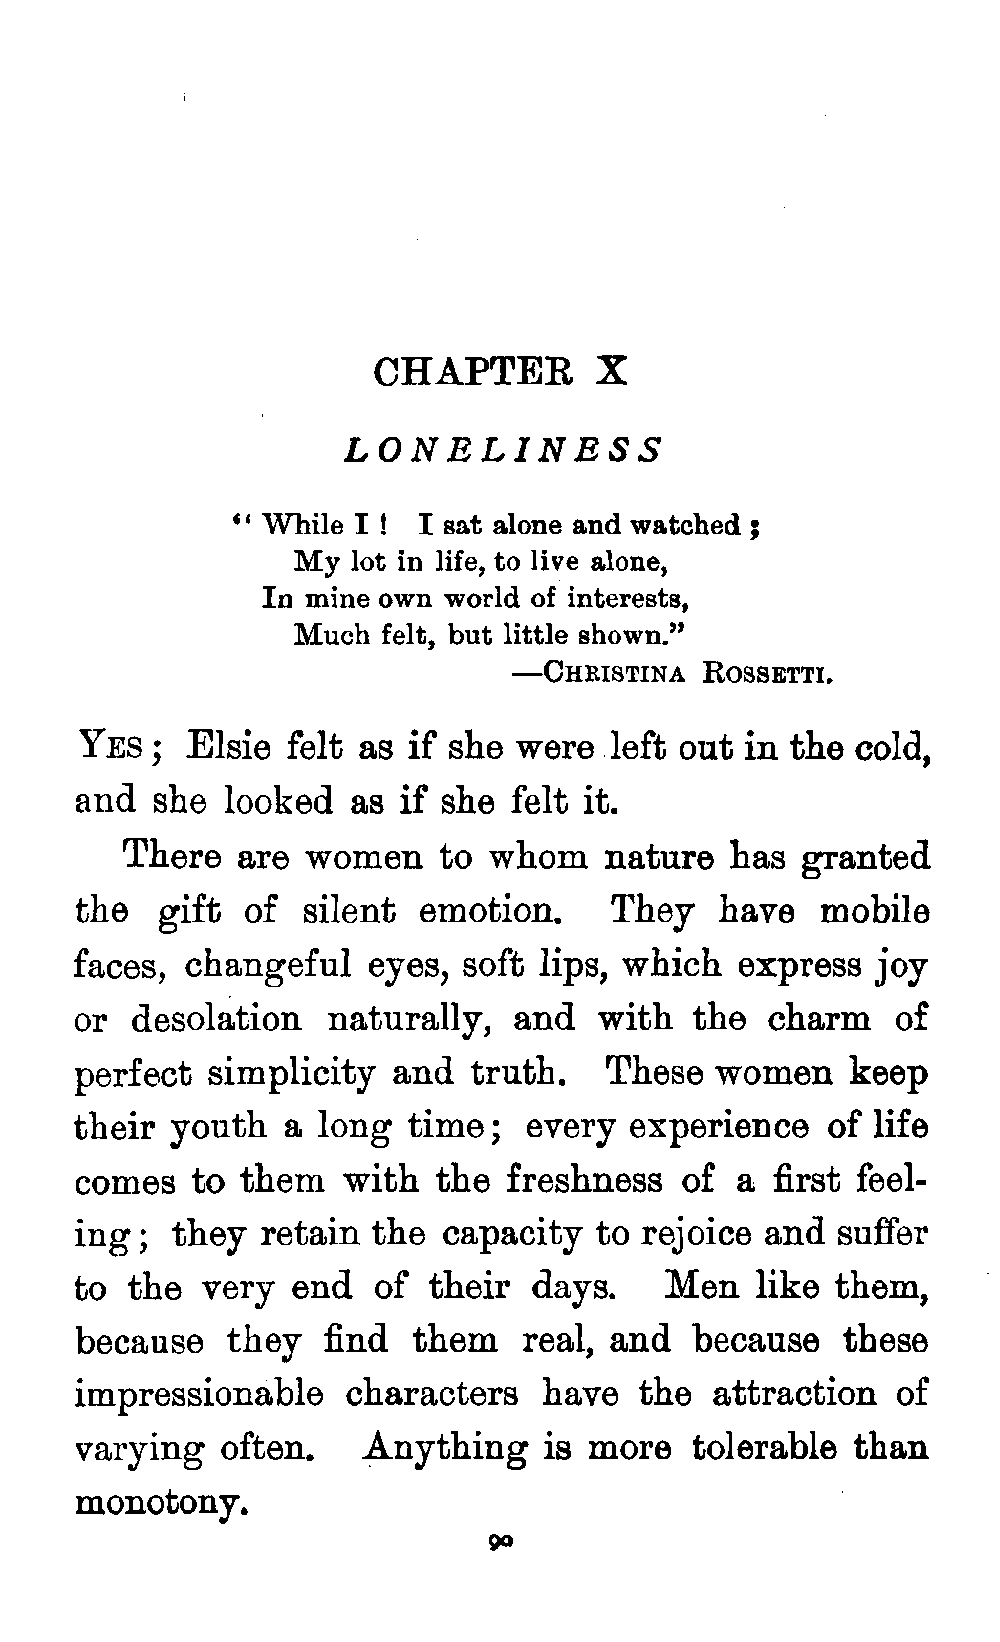 CHAPTER X
LONELINESS
“ While I ! I sat alone and watched ;
My lot in life, to live alone,
In mine own world of interests,
Much felt, but little shown.”
—CHRISTINA ROSSETTI.
YES ; Elsie felt as if she were left out in the cold,
and she looked as if she felt it.
There are women to whom nature has granted
the gift of silent emotion. They have mobile
faces, changeful eyes, soft lips, which express joy
or desolation naturally, and with the charm of
perfect simplicity and truth. These women keep
their youth a long time ; every experience of life
comes to them with the freshness of a first feel-
ing ; they retain the capacity to rejoice and suffer
to the very end of their days. Men like them,
because they find them real, and because these
impressionable characters have the attraction of
varying often. Anything is more tolerable than
monotony.
90